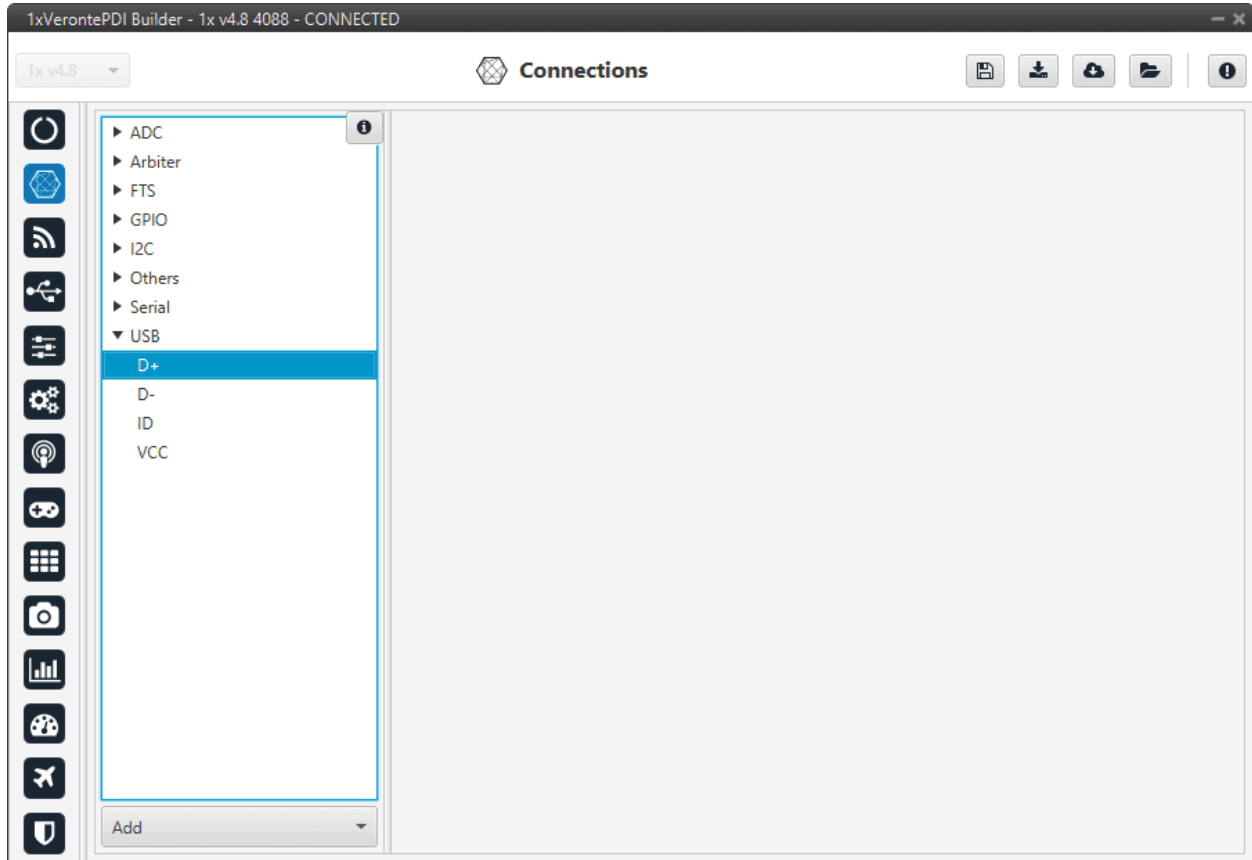 1xVerontePDI Builder - 1x v4.8 4088 - CONNECTED
1x v4.8
Connections
ADC
Arbiter
FTS
GPIO
I2C
Others
Serial
USB
D+
D-
ID
VCC
Add